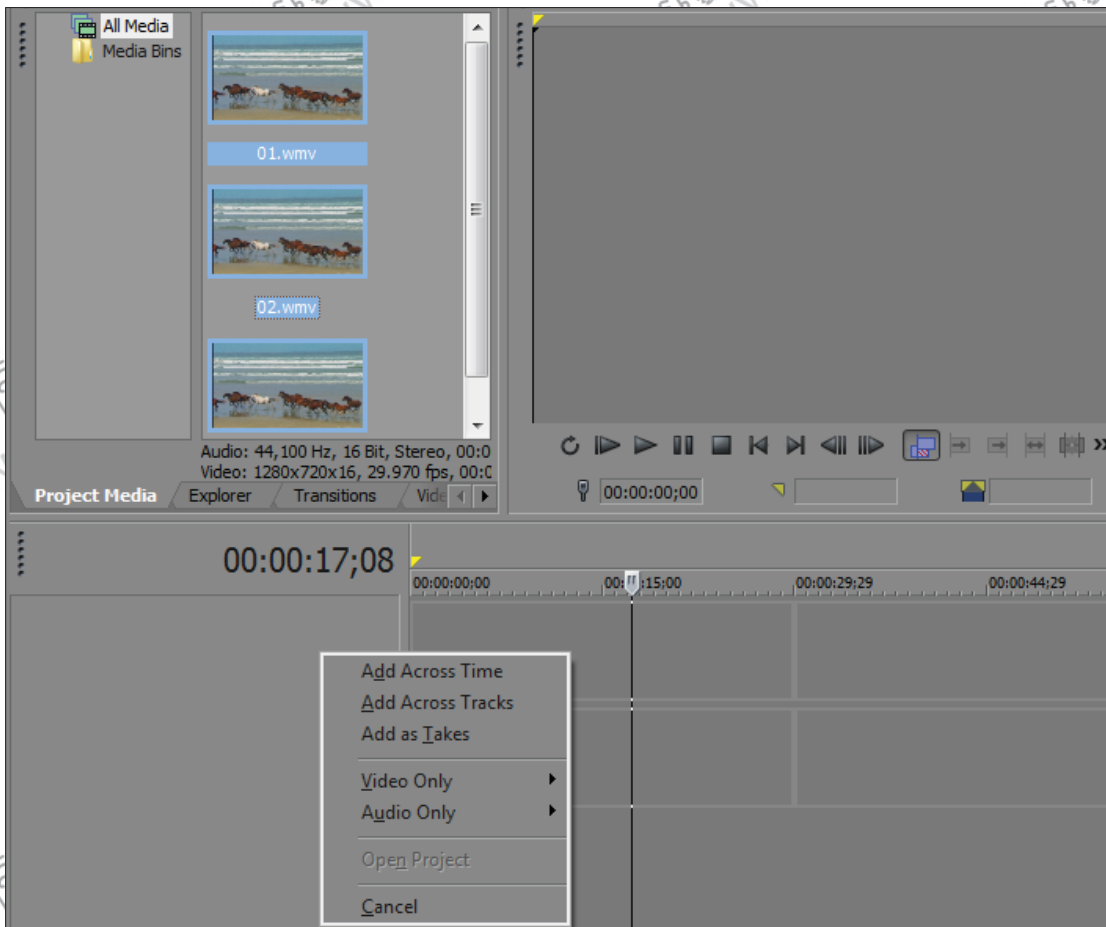 All Media
Media Bins
01.wmv
02.wmv
Audio: 44,100 Hz, 16 Bit, Stereo, 00:0
Video: 1280x720x16, 29.970 fps, 00:0
Project Media
Explorer
Transitions
Vide
00:00:00;00
00:00:17;08
00:00:00;00
:15;00
00:00:29;29
00:00:44;29
Add Across Time
Add Across Tracks
Add as Takes
Video Only
Audio Only
Open Project
Cancel